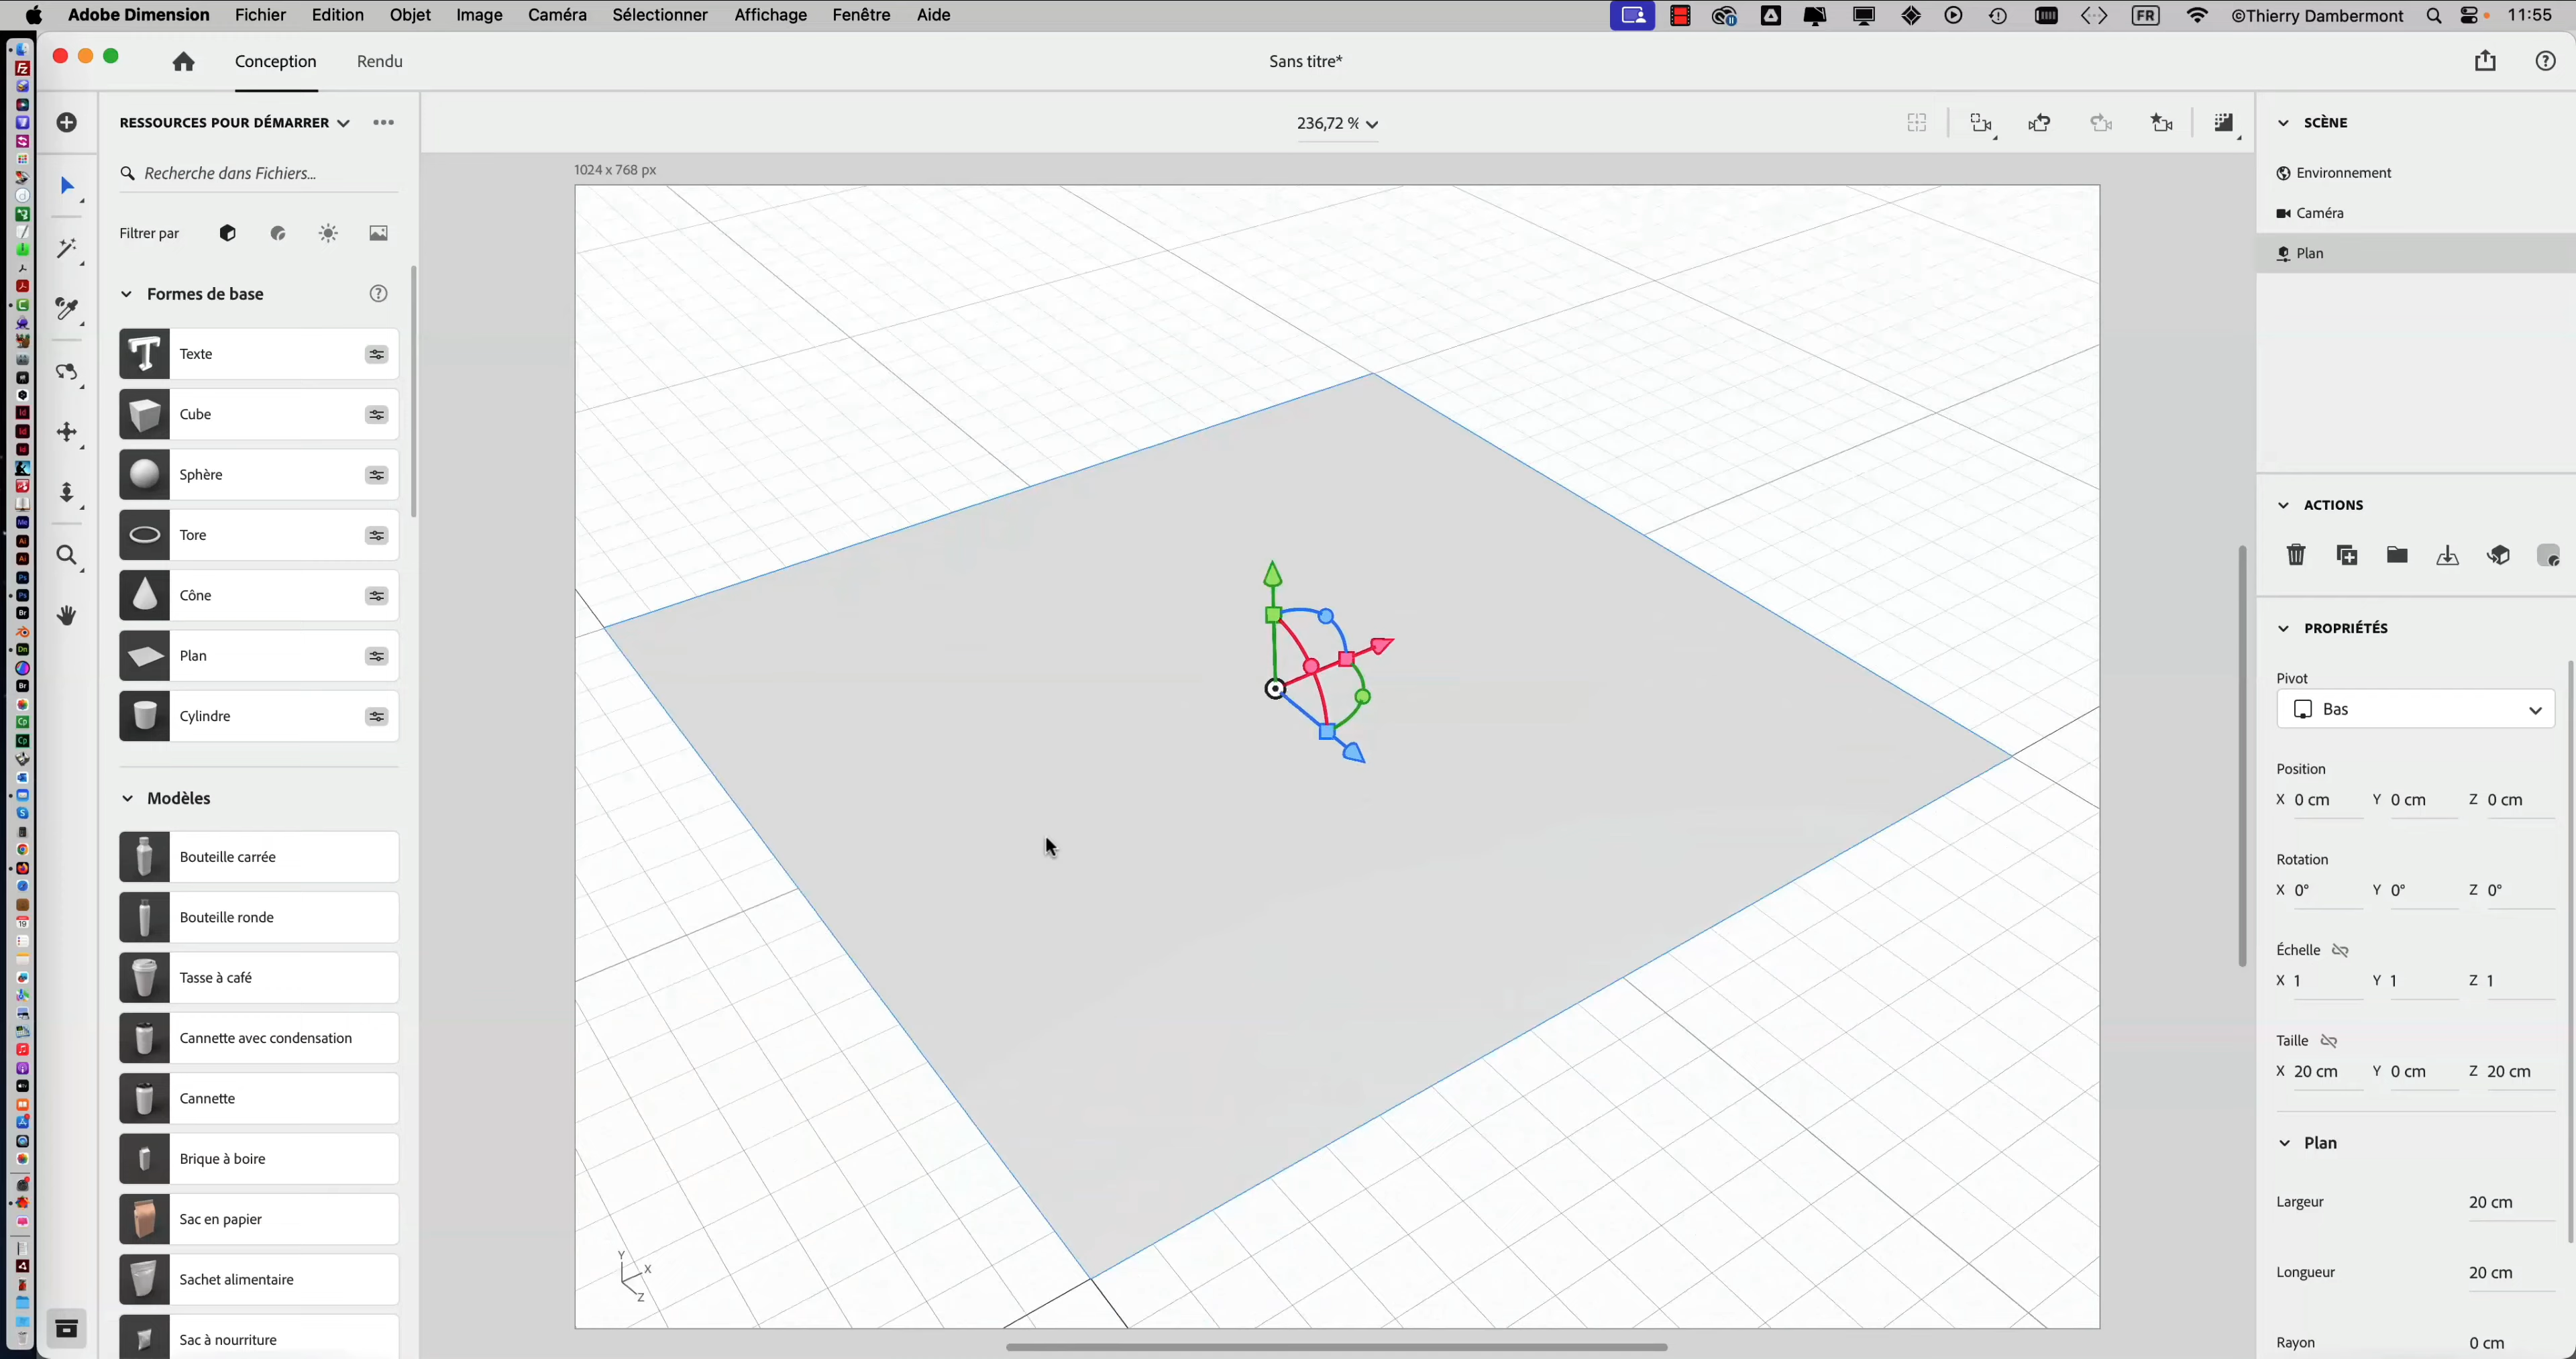 Adobe Dimension Fichier Edition Objet Image Caméra Sélectionner Affichage Fenêtre Aide
FR ©Thierry Dambermont 11:55
Conception Rendu Sans titre*
RESSOURCES POUR DÉMARRER
236,72 %
Recherche dans Fichiers...
1024 x 768 px
Filtrer par
Formes de base
Texte
Cube
Sphère
Tore
Cône
Plan
Cylindre
Modèles
Bouteille carrée
Bouteille ronde
Tasse à café
Cannette avec condensation
Cannette
Brique à boire
Sac en papier
Sachet alimentaire
Sac à nourriture
Y
X
Z
SCÈNE
Environnement
Caméra
Plan
ACTIONS
PROPRIÉTÉS
Pivot
Bas
Position
X 0 cm Y 0 cm Z 0 cm
Rotation
X 0° Y 0° Z 0°
Échelle
X 1 Y 1 Z 1
Taille
X 20 cm Y 0 cm Z 20 cm
Plan
Largeur 20 cm
Longueur 20 cm
Rayon 0 cm